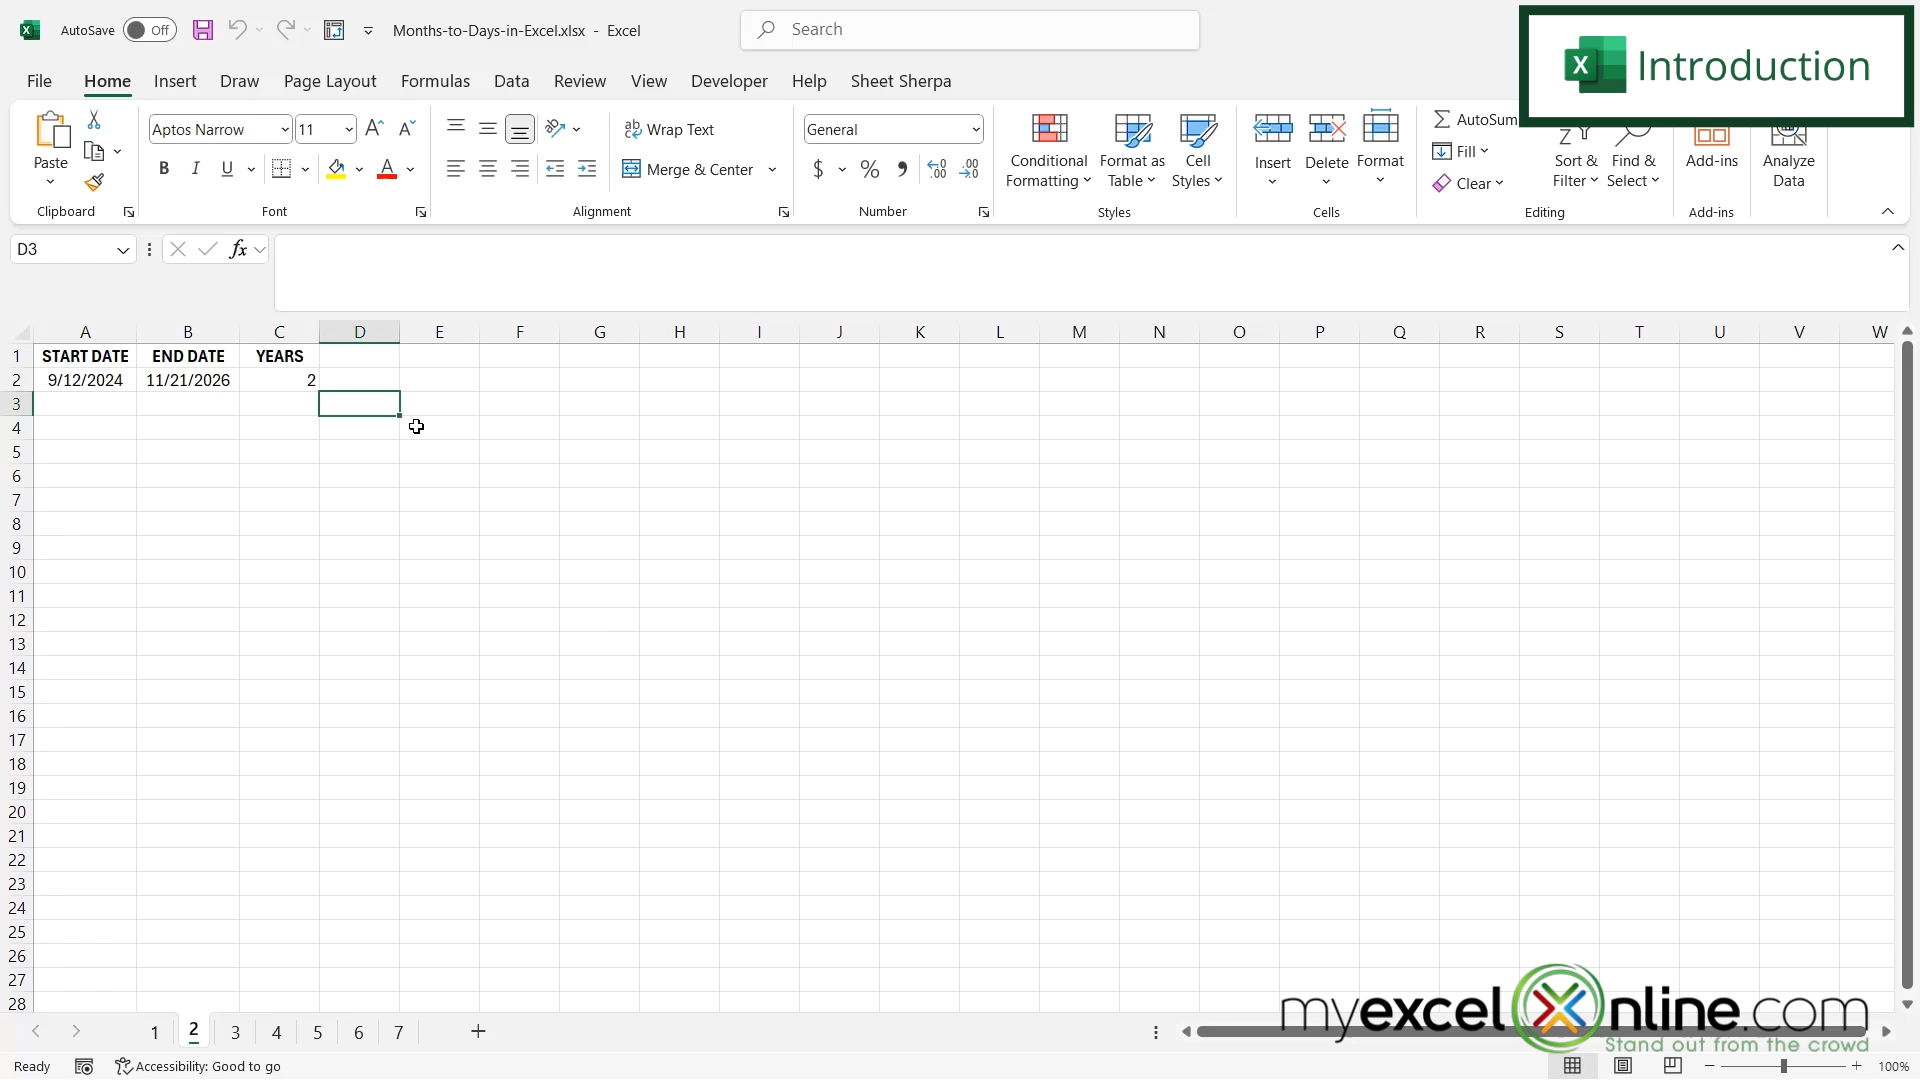 AutoSave Off Months-to-Days-in-Excel.xlsx - Excel Search
Introduction
File Home Insert Draw Page Layout Formulas Data Review View Developer Help Sheet Sherpa
Paste
Clipboard
Aptos Narrow 11
B I U A
Font
Wrap Text
Merge & Center
Alignment
General
$ %
Number
Conditional Formatting
Format as Table
Cell Styles
Styles
Insert Delete Format
Cells
AutoSum
Fill
Clear
Sort & Filter
Find & Select
Editing
Add-ins
Add-ins
Analyze Data
D3 fx
A B C D E F G H I J K L M N O P Q R S T U V W
1 START DATE END DATE YEARS
2 9/12/2024 11/21/2026 2
3
4
5
6
7
8
9
10
11
12
13
14
15
16
17
18
19
20
21
22
23
24
25
26
27
28
myexcelonline.com
Stand out from the crowd
1 2 3 4 5 6 7 +
Ready Accessibility: Good to go 100%